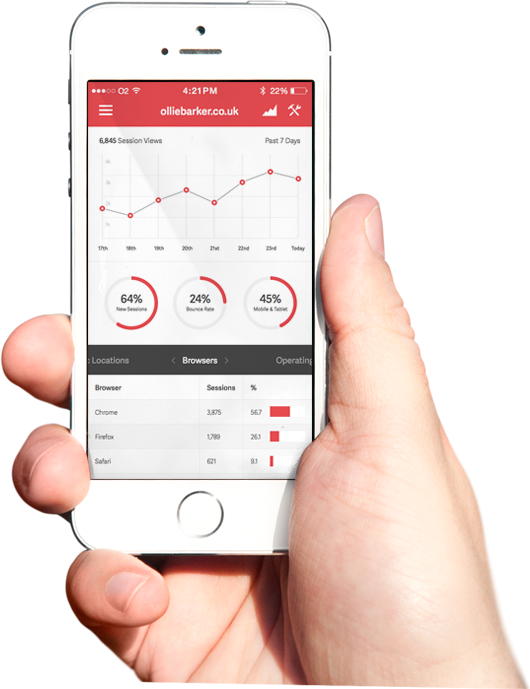 O2 4:21 PM 22%
olliebarker.co.uk
6,845 Session Views Past 7 Days
17th 18th 19th 20th 21st 22nd 23rd Today
64% 24% 45%
New Sessions Bounce Rate Mobile & Tablet
Locations Browsers Operating
Browser Sessions %
Chrome 3,875 56.7
Firefox 1,789 26.1
Safari 621 9.1